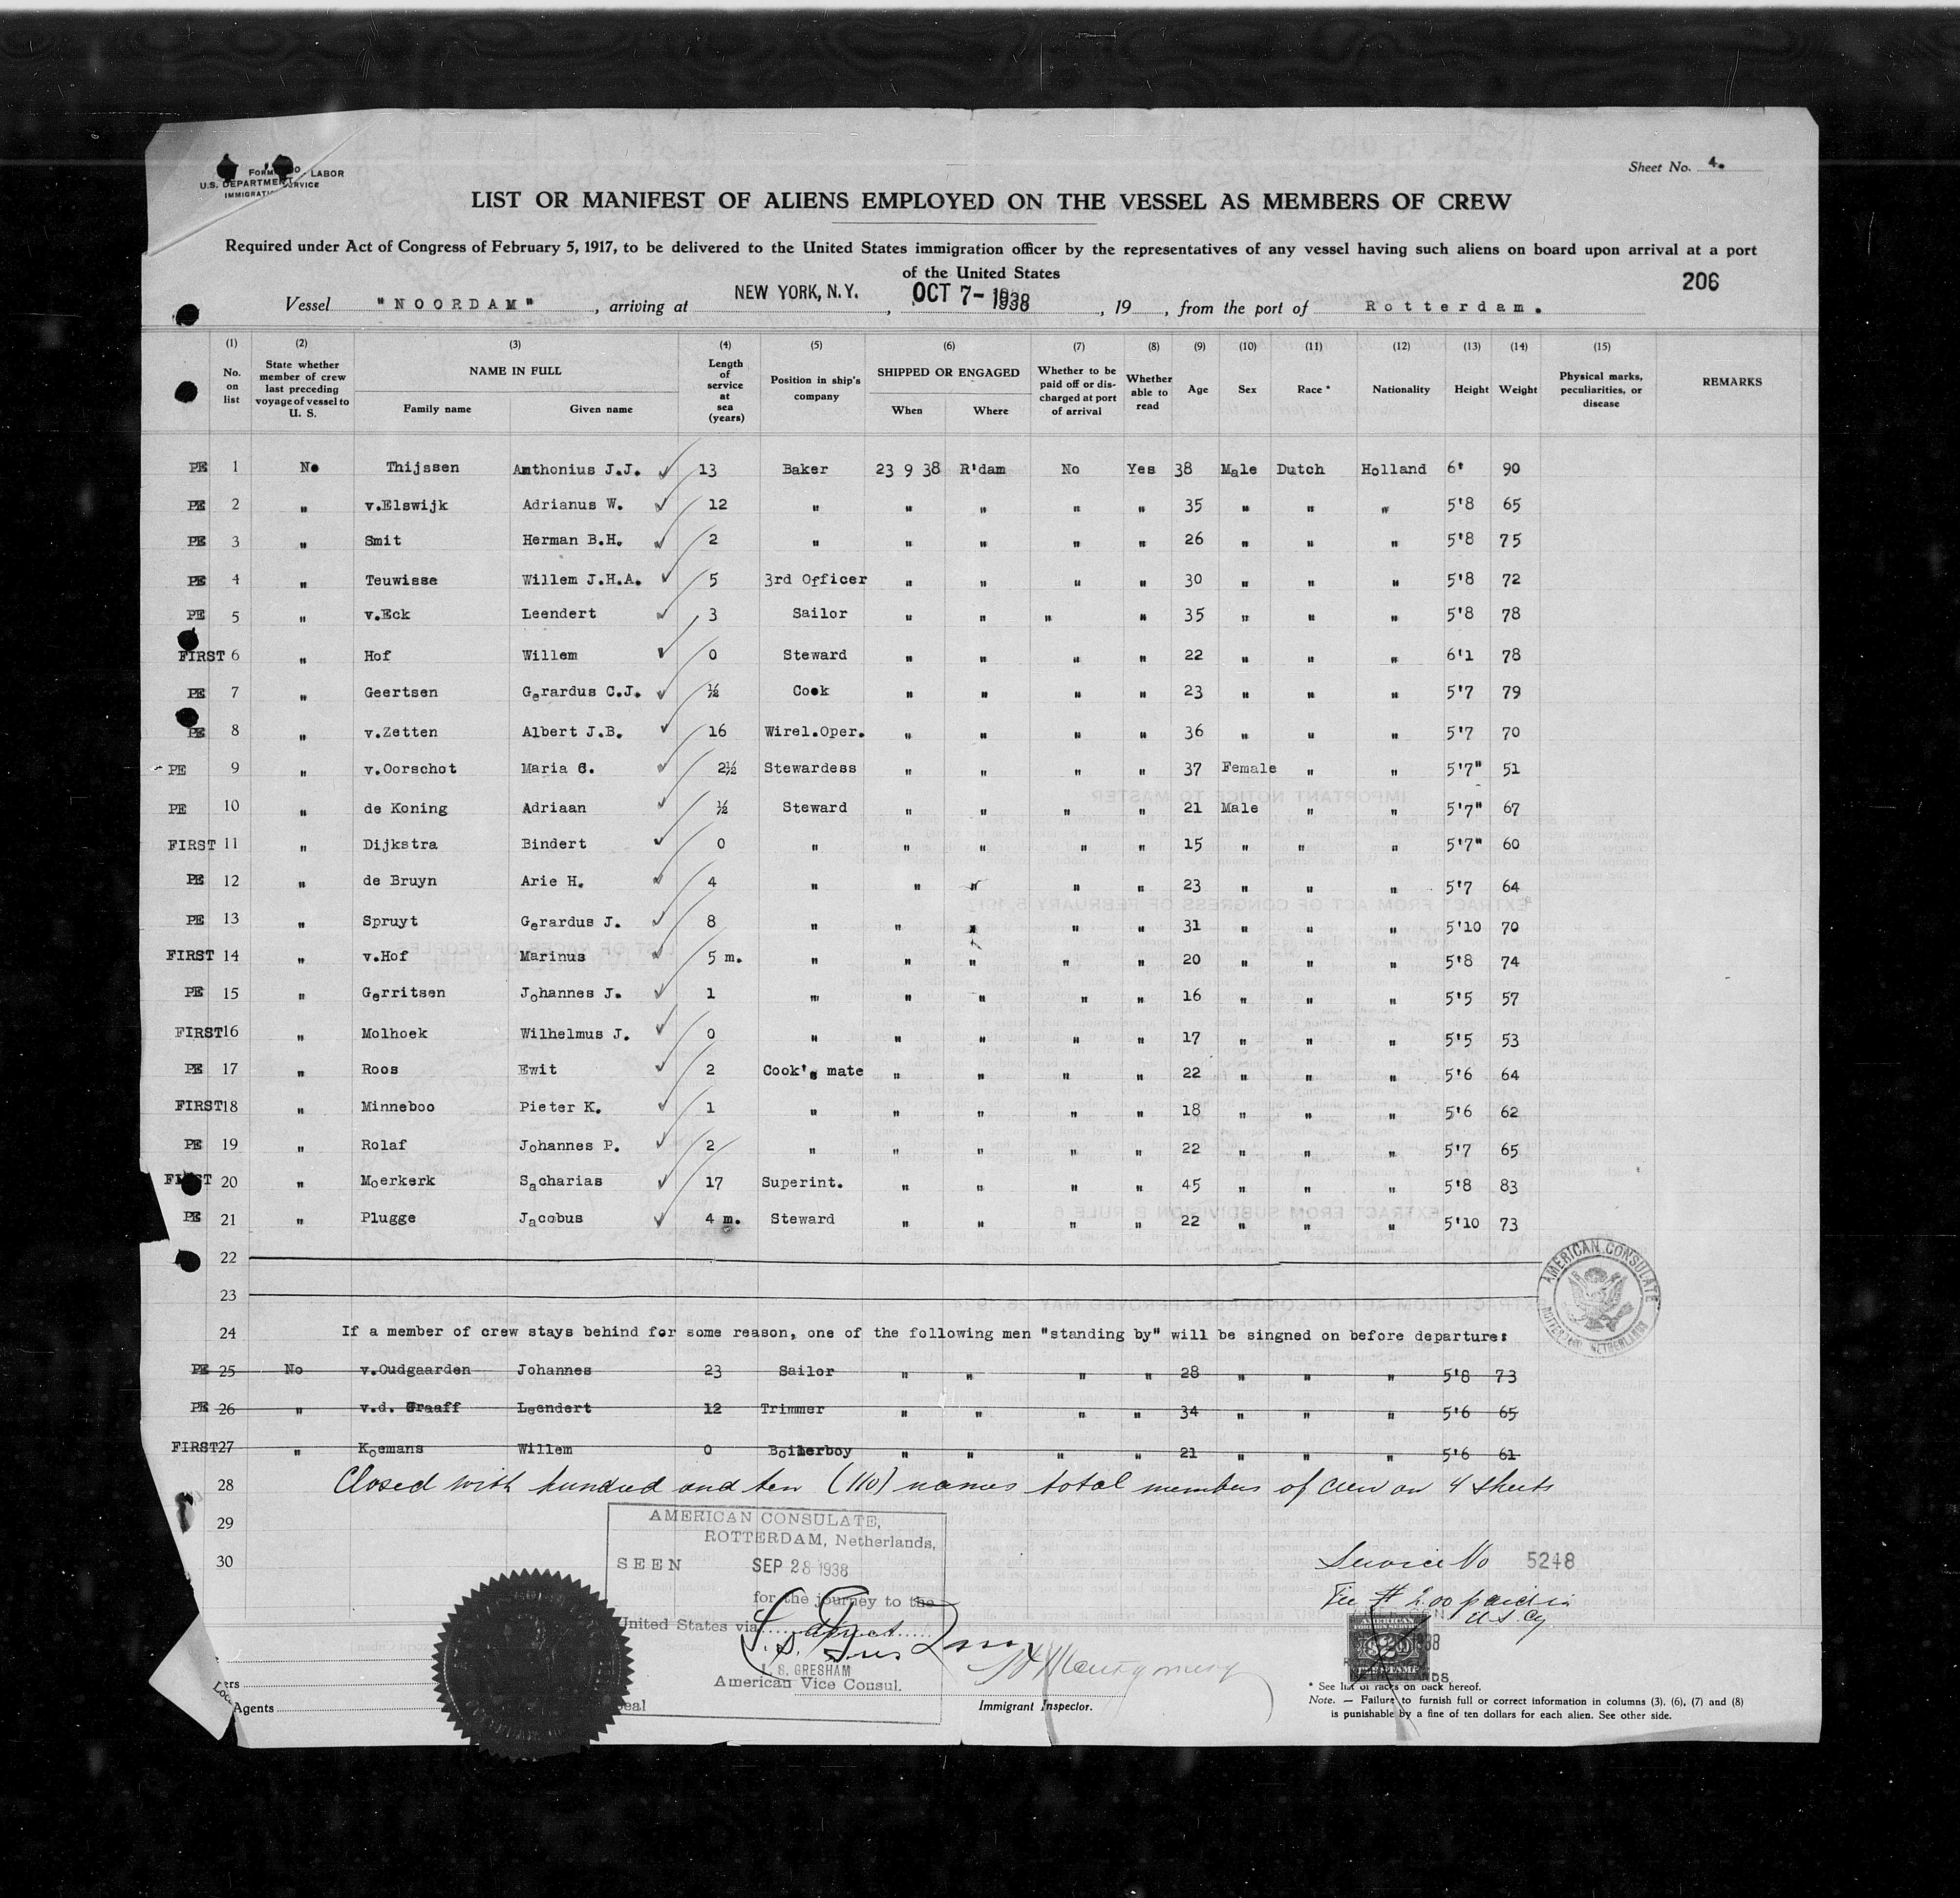 Sheet No. 4.
LABOR
U.S. DEPARTMENT
LIST OR MANIFEST OF ALIENS EMPLOYED ON THE VESSEL AS MEMBERS OF CREW
Required under Act of Congress of February 5, 1917, to be delivered to the United States immigration officer by the representatives of any vessel having such aliens on board upon arrival at a port
of the United States
206
Vessel "NOORDAM", arriving at NEW YORK, N.Y., OCT 7- 1938, 19 , from the port of Rotterdam.
(1) (2) (3) (4) (5) (6) (7) (8) (9) (10) (11) (12) (13) (14) (15)
No. on list State whether member of crew last preceding voyage of vessel to U. S. NAME IN FULL Family name Given name Length of service at sea (years) Position in ship's company SHIPPED OR ENGAGED When Where Whether to be paid off or discharged at port of arrival Whether able to read Age Sex Race * Nationality Height Weight Physical marks, peculiarities, or disease REMARKS
PE 1 No Thijssen Anthonius J.J. 13 Baker 23 9 38 R'dam No Yes 38 Male Dutch Holland 6' 90
PE 2 " v.Elswijk Adrianus W. 12 " " " " " 35 " " " 5'8 65
PE 3 " Smit Herman B.H. 2 " " " " " 26 " " " 5'8 75
PE 4 " Teuwisse Willem J.H.A. 5 3rd Officer " " " " 30 " " " 5'8 72
PE 5 " v.Eck Leendert 3 Sailor " " " " 35 " " " 5'8 78
FIRST 6 " Hof Willem 0 Steward " " " " 22 " " " 6'1 78
PE 7 " Geertsen Gerardus C.J. ½ Cook " " " " 23 " " " 5'7 79
PE 8 " v.Zetten Albert J.B. 16 Wirel.Oper. " " " " 36 " " " 5'7 70
PE 9 " v.Oorschot Maria G. 2½ Stewardess " " " " 37 Female " " 5'7" 51
PE 10 " de Koning Adriaan ½ Steward " " " " 21 Male " " 5'7" 67
FIRST 11 " Dijkstra Bindert 0 " " " " " 15 " " " 5'7" 60
PE 12 " de Bruyn Arie H. 4 " " " " " 23 " " " 5'7 64
PE 13 " Spruyt Gerardus J. 8 " " " " " 31 " " " 5'10 70
FIRST 14 " v.Hof Marinus 5 m. " " " " " 20 " " " 5'8 74
PE 15 " Gerritsen Johannes J. 1 " " " " " 16 " " " 5'5 57
FIRST 16 " Molhoek Wilhelmus J. 0 " " " " " 17 " " " 5'5 53
PE 17 " Roos Ewit 2 Cook's mate " " " " 22 " " " 5'6 64
FIRST 18 " Minneboo Pieter K. 1 " " " " " 18 " " " 5'6 62
PE 19 " Rolaf Johannes P. 2 " " " " " 22 " " " 5'7 65
FIRST 20 " Moerkerk Sacharias 17 Superint. " " " " 45 " " " 5'8 83
PE 21 " Plugge Jacobus 4 m. Steward " " " " 22 " " " 5'10 73
22
23
24 If a member of crew stays behind for some reason, one of the following men "standing by" will be singned on before departure:
PE 25 No v.Oudgaarden Johannes 23 Sailor " " " " 28 " " " 5'8 73
PE 26 " v.d. Graaff Leendert 12 Trimmer " " " " 34 " " " 5'6 65
FIRST 27 " Koemans Willem 0 Boilerboy " " " " 21 " " " 5'6 61
28 Closed with hundred and ten (110) names total members of crew on 4 sheets
29
30
AMERICAN CONSULATE
ROTTERDAM NETHERLANDS
AMERICAN CONSULATE,
ROTTERDAM, Netherlands,
SEEN SEP 28 1938
for the journey to the
United States via direct
L. S. GRESHAM
American Vice Consul.
Service No 5248
Fee $ 2.00 paid in
U.S. Cy
AMERICAN
FOREIGN SERVICE
$2
FEE STAMP
Agents
Immigrant Inspector.
* See list of races on back hereof.
Note. — Failure to furnish full or correct information in columns (3), (6), (7) and (8)
is punishable by a fine of ten dollars for each alien. See other side.